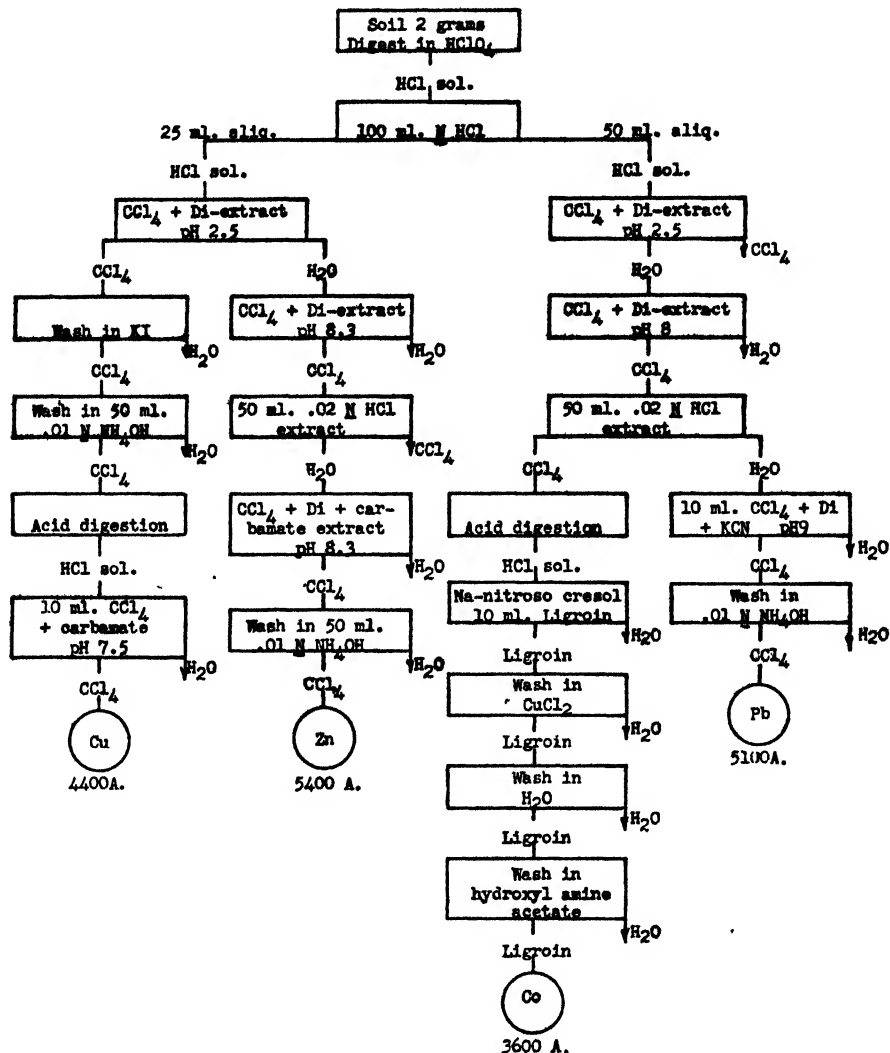 Soil 2 grams
Digest in HClO4
HCl sol.
25 ml. aliq.
100 ml. N HCl
50 ml. aliq.
HCl sol.
CCl4 + Di-extract
pH 2.5
CCl4
Wash in KI
H2O
CCl4
Wash in 50 ml.
.01 N NH4OH
H2O
CCl4
Acid digestion
HCl sol.
10 ml. CCl4
+ carbamate
pH 7.5
H2O
CCl4
Cu
4400A.
H2O
CCl4 + Di-extract
pH 8.3
H2O
CCl4
50 ml. .02 N HCl
extract
CCl4
H2O
CCl4 + Di + car-
bamate extract
pH 8.3
H2O
CCl4
Wash in 50 ml.
.01 N NH4OH
H2O
CCl4
Zn
5400 A.
HCl sol.
CCl4 + Di-extract
pH 2.5
CCl4
H2O
CCl4 + Di-extract
pH 8
H2O
CCl4
50 ml. .02 N HCl
extract
CCl4
Acid digestion
HCl sol.
Na-nitroso cresol
10 ml. Ligroin
H2O
Ligroin
Wash in
CuCl2
H2O
Ligroin
Wash in
H2O
H2O
Ligroin
Wash in
hydroxyl amine
acetate
H2O
Ligroin
Co
3600 A.
H2O
10 ml. CCl4 + Di
+ KCN pH9
H2O
CCl4
Wash in
.01 N NH4OH
H2O
CCl4
Pb
5100A.